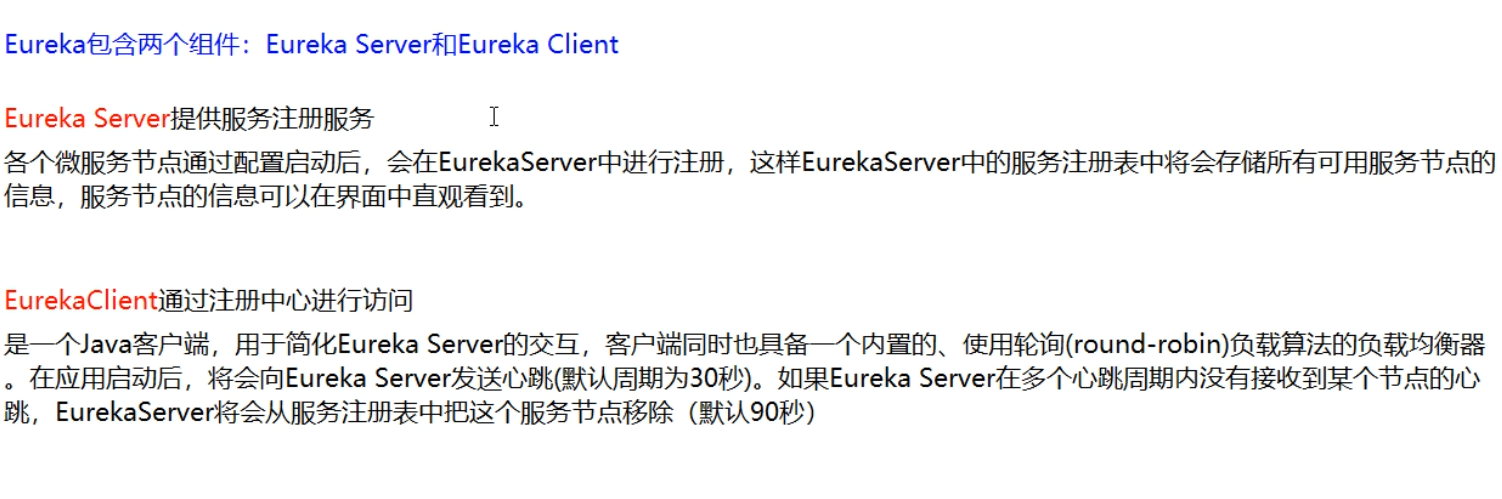 Eureka包含两个组件：Eureka Server和Eureka Client
Eureka Server提供服务注册服务
各个微服务节点通过配置启动后，会在EurekaServer中进行注册，这样EurekaServer中的服务注册表中将会存储所有可用服务节点的
信息，服务节点的信息可以在界面中直观看到。
EurekaClient通过注册中心进行访问
是一个Java客户端，用于简化Eureka Server的交互，客户端同时也具备一个内置的、使用轮询(round-robin)负载算法的负载均衡器
。在应用启动后，将会向Eureka Server发送心跳(默认周期为30秒)。如果Eureka Server在多个心跳周期内没有接收到某个节点的心
跳，EurekaServer将会从服务注册表中把这个服务节点移除（默认90秒）